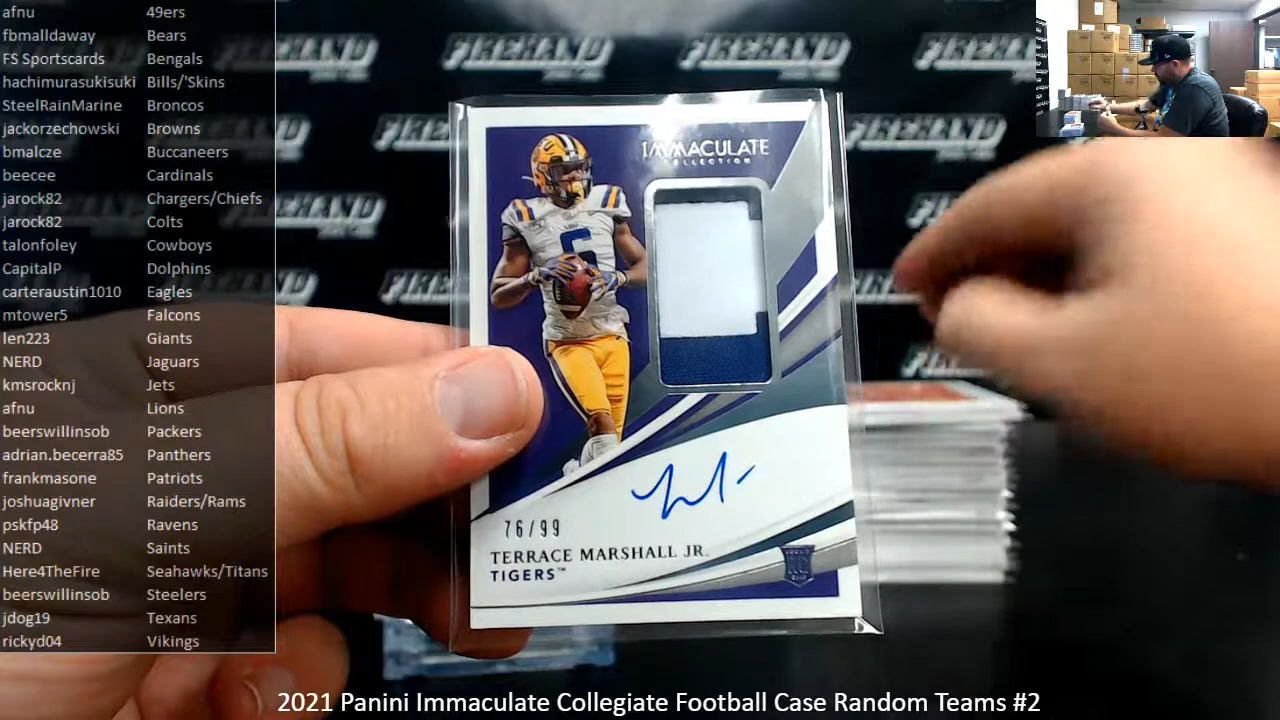 afnu 49ers
fbmalldaway Bears
FS Sportscards Bengals
hachimurasukisuki Bills/'Skins
SteelRainMarine Broncos
jackorzechowski Browns
bmalcze Buccaneers
beecee Cardinals
jarock82 Chargers/Chiefs
jarock82 Colts
talonfoley Cowboys
CapitalP Dolphins
carteraustin1010 Eagles
mtower5 Falcons
len223 Giants
NERD Jaguars
kmsrocknj Jets
afnu Lions
beerswillinsob Packers
adrian.becerra85 Panthers
frankmasone Patriots
joshuagivner Raiders/Rams
pskfp48 Ravens
NERD Saints
Here4TheFire Seahawks/Titans
beerswillinsob Steelers
jdog19 Texans
rickyd04 Vikings
FIREHAND FIREHAND FIREHAND
IMMACULATE
COLLECTION
6
76/99
TERRACE MARSHALL JR.
TIGERS™
2021 Panini Immaculate Collegiate Football Case Random Teams #2